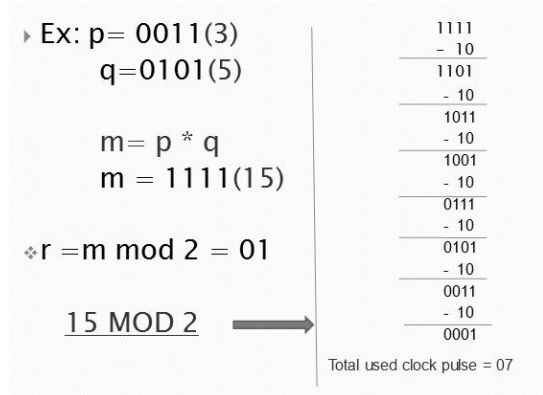 Ex: p= 0011(3)
q=0101(5)
m= p * q
m = 1111(15)
r =m mod 2 = 01
15 MOD 2
1111
- 10
1101
- 10
1011
- 10
1001
- 10
0111
- 10
0101
- 10
0011
- 10
0001
Total used clock pulse = 07